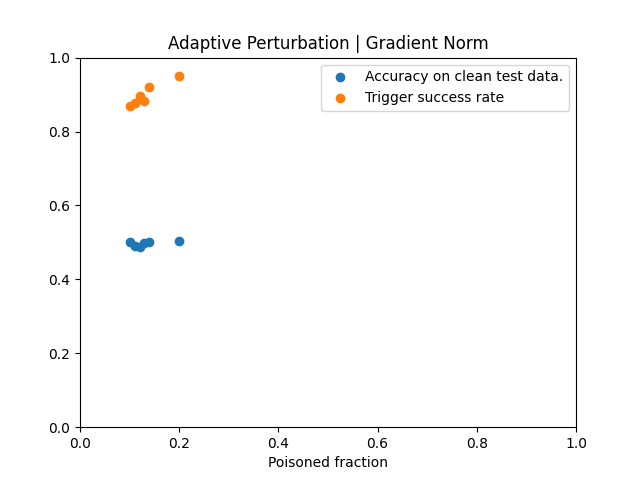 Adaptive Perturbation | Gradient Norm
1.0
Accuracy on clean test data.
Trigger success rate
0.8
0.6
0.4
0.2
0.0
0.0 0.2 0.4 0.6 0.8 1.0
Poisoned fraction